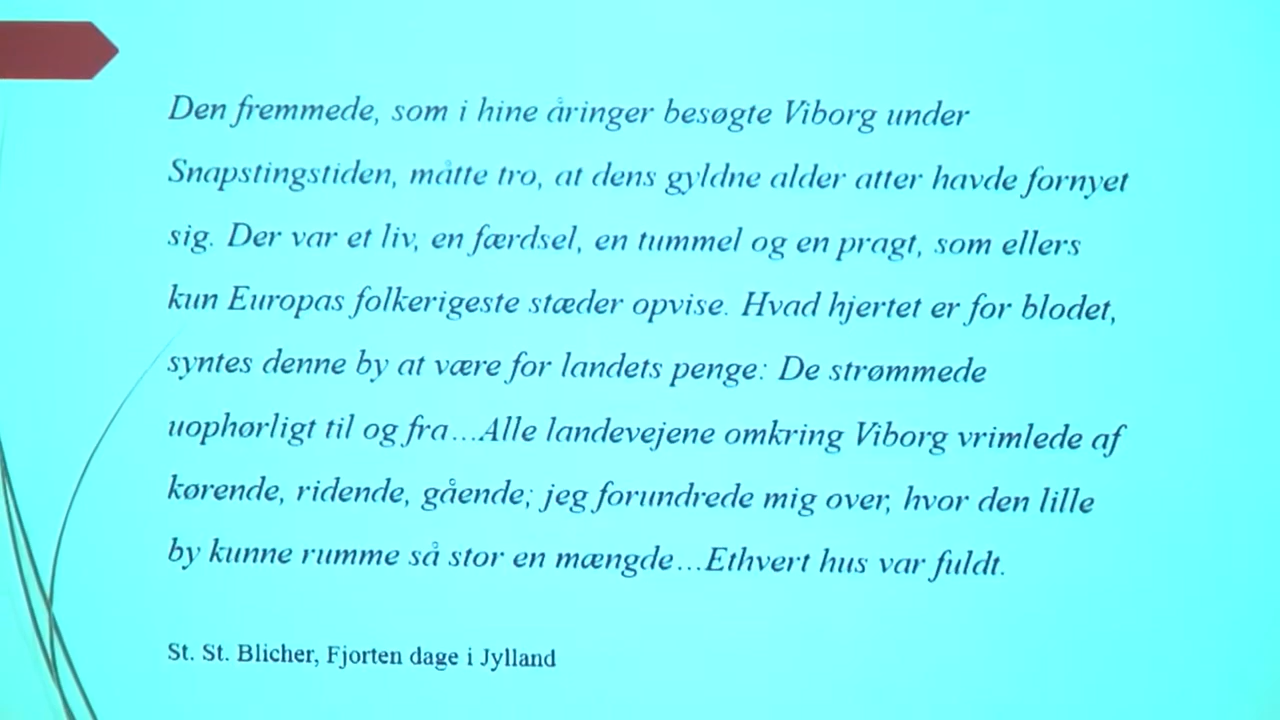 Den fremmede, som i hine åringer besøgte Viborg under
Snapstingstiden, måtte tro, at dens gyldne alder atter havde fornyet
sig. Der var et liv, en færdsel, en tummel og en pragt, som ellers
kun Europas folkerigeste stæder opvise. Hvad hjertet er for blodet,
syntes denne by at være for landets penge: De strømmede
uophørligt til og fra…Alle landevejene omkring Viborg vrimlede af
kørende, ridende, gående; jeg forundrede mig over, hvor den lille
by kunne rumme så stor en mængde…Ethvert hus var fuldt.
St. St. Blicher, Fjorten dage i Jylland